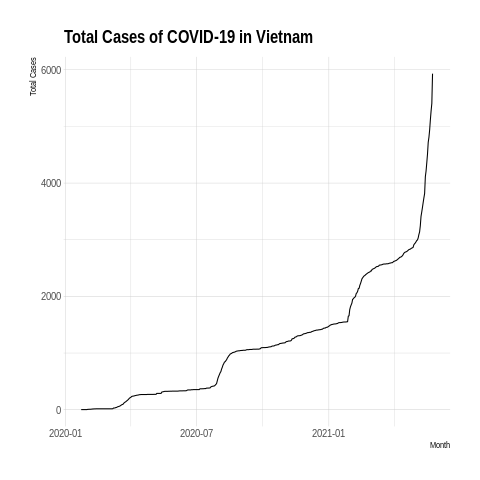 Total Cases of COVID-19 in Vietnam
Total Cases
6000
4000
2000
0
2020-01
2020-07
2021-01
Month